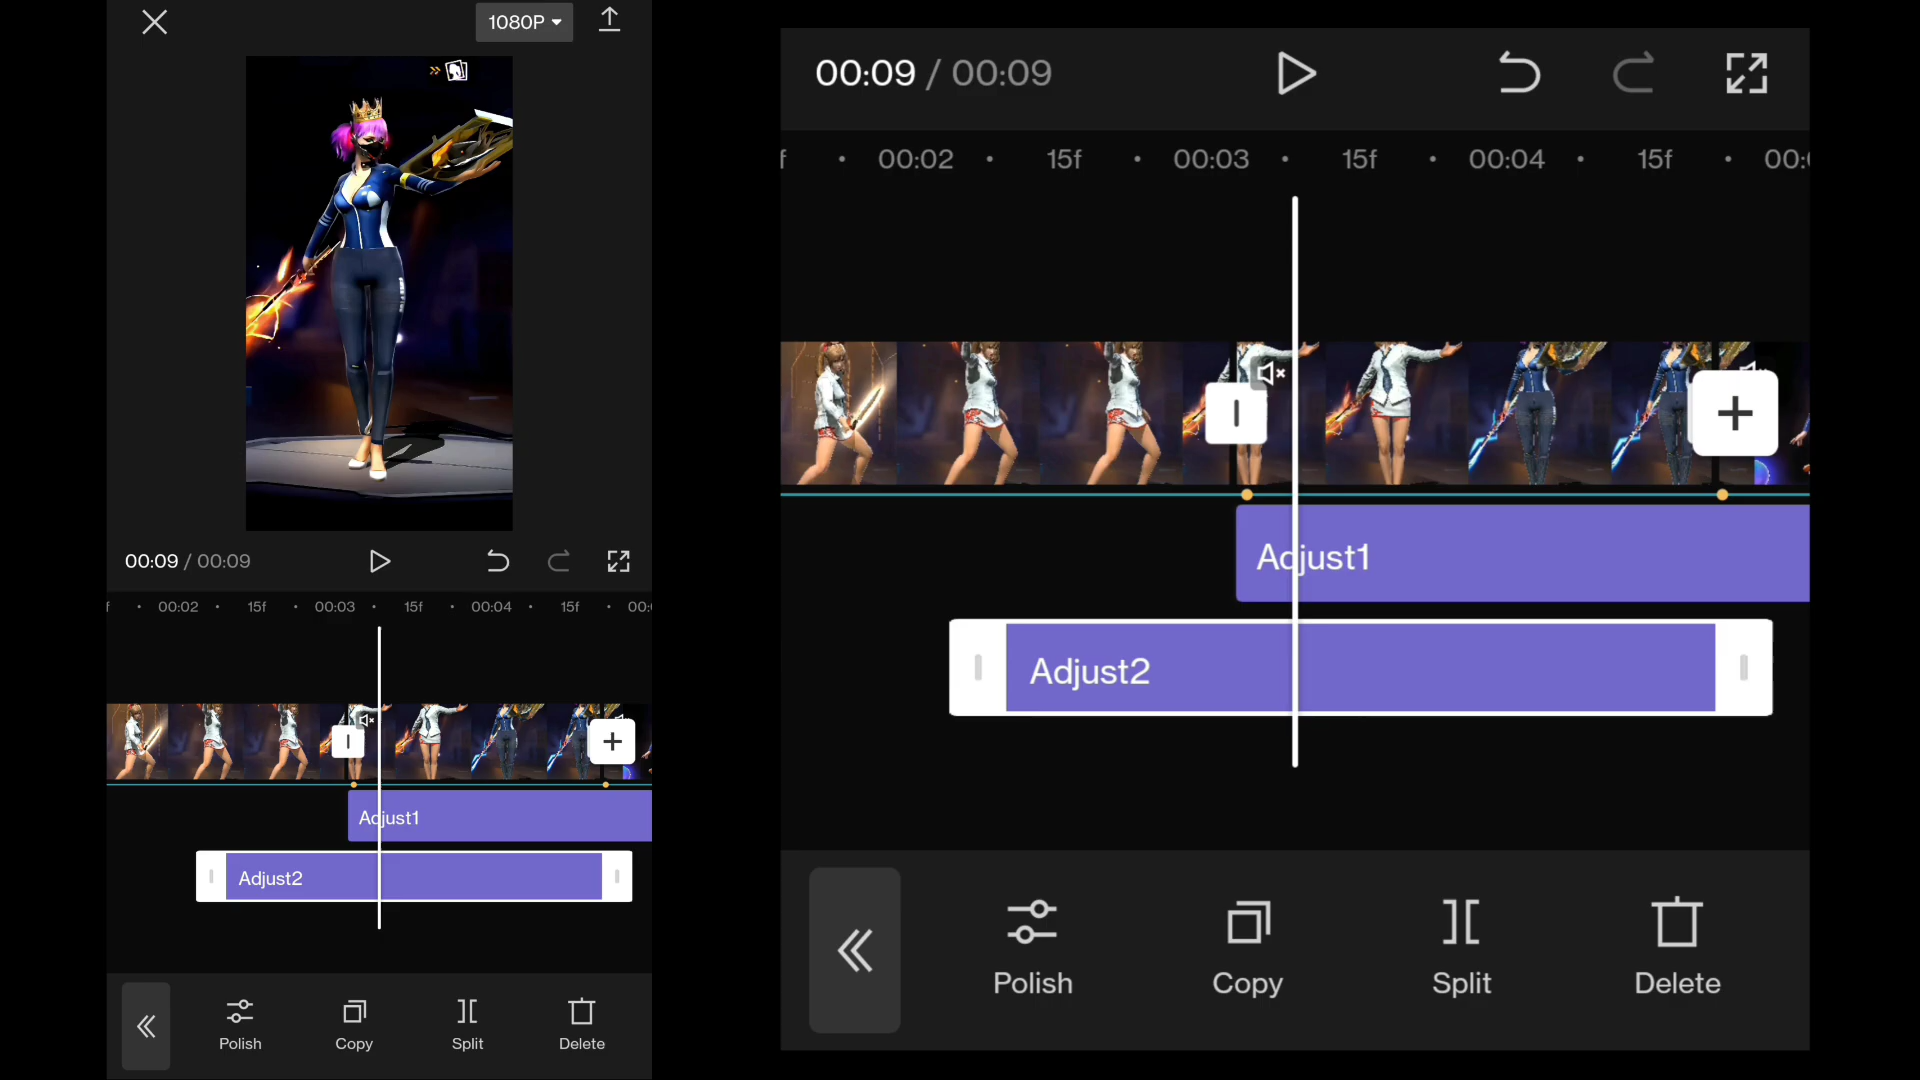 1080P
00:09 / 00:09
00:02 15f 00:03 15f 00:04 15f 00:
Adjust1
Adjust2
Polish Copy Split Delete
00:09 / 00:09
f 00:02 15f 00:03 15f 00:04 15f 00:
Adjust1
Adjust2
Polish Copy Split Delete